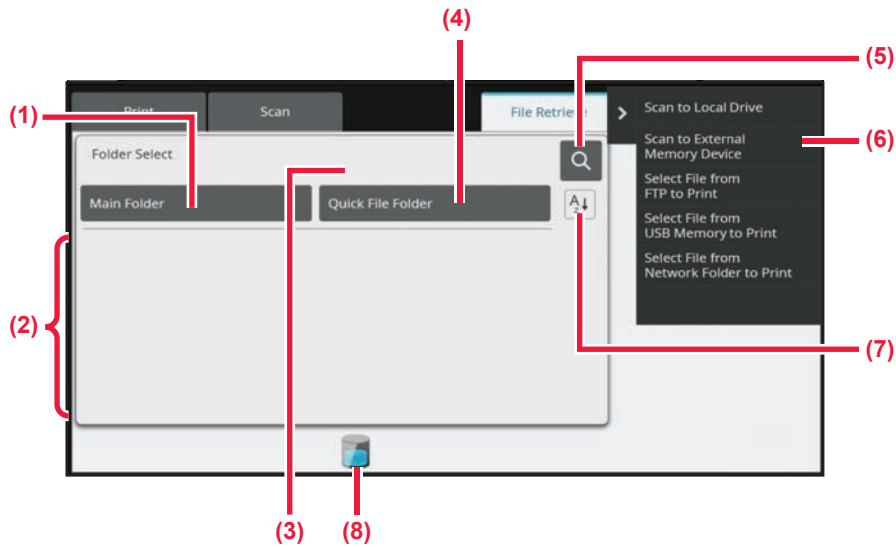 (4)
(5)
(1)
Print
Scan
File Retrieve
Scan to Local Drive
(6)
Scan to External
Memory Device
Folder Select
Select File from
FTP to Print
Main Folder
Quick File Folder
A
Z
Select File from
USB Memory to Print
Select File from
Network Folder to Print
(2)
(7)
(3)
(8)